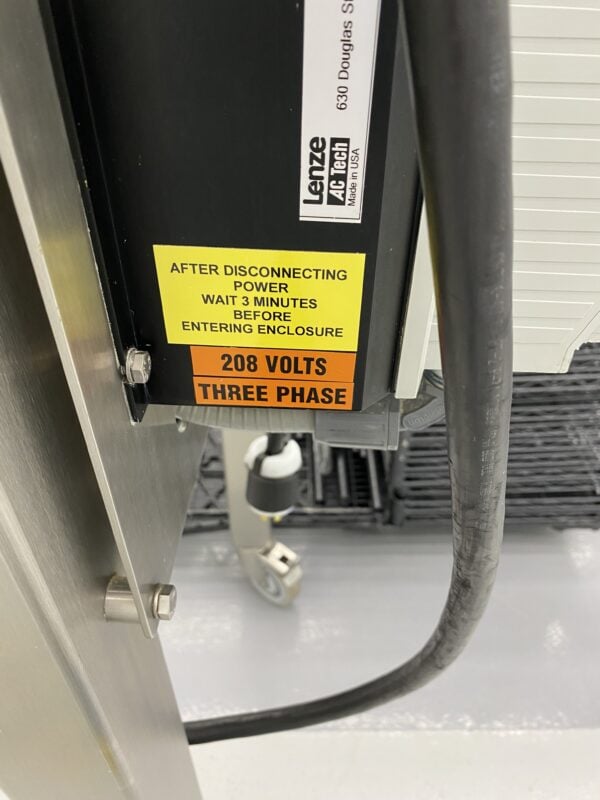 630 Douglas
Lenze
AC Tech
Made in USA
AFTER DISCONNECTING
POWER
WAIT 3 MINUTES
BEFORE
ENTERING ENCLOSURE
208 VOLTS
THREE PHASE